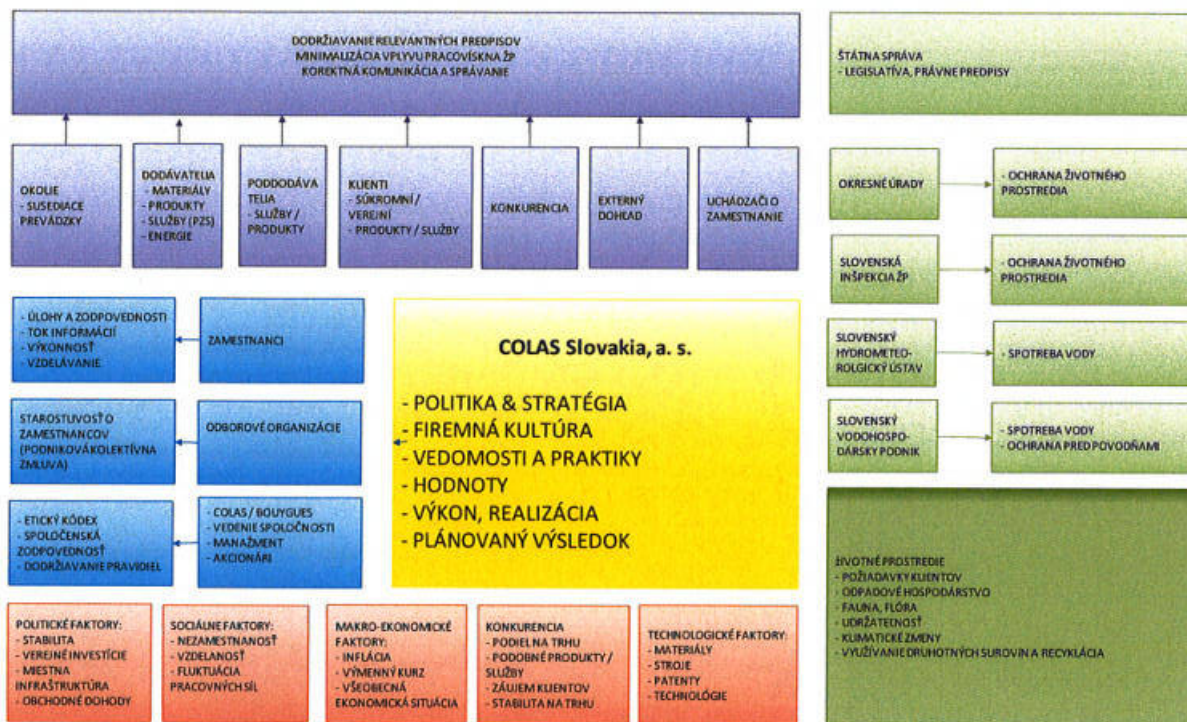 DODRŽIAVANIE RELEVANTNÝCH PREDPISOV
MINIMALIZÁCIA VPLYVU PRACOVÍSK NA ŽP
KOREKTNÁ KOMUNIKÁCIA A SPRÁVANIE
ŠTÁTNA SPRÁVA
- LEGISLATÍVA, PRÁVNE PREDPISY
OKOLIE
- SUSEDIACE
PREVÁDZKY
DODÁVATELIA
- MATERIÁLY
- PRODUKTY
- SLUŽBY (PZS)
- ENERGIE
PODDODÁVA
TELIA
- SLUŽBY /
PRODUKTY
KLIENTI
- SÚKROMNÍ /
VEREJNÍ
- PRODUKTY / SLUŽBY
KONKURENCIA
EXTERNÝ
DOHĽAD
UCHÁDZAČI O
ZAMESTNANIE
OKRESNÉ ÚRADY
- OCHRANA ŽIVOTNÉHO
PROSTREDIA
SLOVENSKÁ
INŠPEKCIA ŽP
- OCHRANA ŽIVOTNÉHO
PROSTREDIA
SLOVENSKÝ
HYDROMETEO-
ROLGICKÝ ÚSTAV
- SPOTREBA VODY
SLOVENSKÝ
VODOHOSPO-
DÁRSKY PODNIK
- SPOTREBA VODY
- OCHRANA PRED POVODŇAMI
- ÚLOHY A ZODPOVEDNOSTI
- TOK INFORMÁCIÍ
- VÝKONNOSŤ
- VZDELÁVANIE
ZAMESTNANCI
STAROSTLIVOSŤ O
ZAMESTNANCOV
(PODNIKOVÁ KOLEKTÍVNA
ZMLUVA)
ODBOROVÉ ORGANIZÁCIE
- ETICKÝ KÓDEX
- SPOLOČENSKÁ
ZODPOVEDNOSŤ
- DODRŽIAVANIE PRAVIDIEL
- COLAS / BOUYGUES
- VEDENIE SPOLOČNOSTI
- MANAŽMENT
- AKCIONÁRI
COLAS Slovakia, a. s.
- POLITIKA & STRATÉGIA
- FIREMNÁ KULTÚRA
- VEDOMOSTI A PRAKTIKY
- HODNOTY
- VÝKON, REALIZÁCIA
- PLÁNOVANÝ VÝSLEDOK
ŽIVOTNÉ PROSTREDIE
- POŽIADAVKY KLIENTOV
- ODPADOVÉ HOSPODÁRSTVO
- FAUNA, FLÓRA
- UDRŽATEĽNOSŤ
- KLIMATICKÉ ZMENY
- VYUŽÍVANIE DRUHOTNÝCH SUROVIN A RECYKLÁCIA
POLITICKÉ FAKTORY:
- STABILITA
- VEREJNÉ INVESTÍCIE
- MIESTNA
INFRAŠTRUKTÚRA
- OBCHODNÉ DOHODY
SOCIÁLNE FAKTORY:
- NEZAMESTNANOSŤ
- VZDELANOSŤ
- FLUKTUÁCIA
PRACOVNÝCH SÍL
MAKRO-EKONOMICKÉ
FAKTORY:
- INFLÁCIA
- VÝMENNÝ KURZ
- VŠEOBECNÁ
EKONOMICKÁ SITUÁCIA
KONKURENCIA
- PODIEL NA TRHU
- PODOBNÉ PRODUKTY /
SLUŽBY
- ZÁUJEM KLIENTOV
- STABILITA NA TRHU
TECHNOLOGICKÉ FAKTORY:
- MATERIÁLY
- STROJE
- PATENTY
- TECHNOLÓGIE